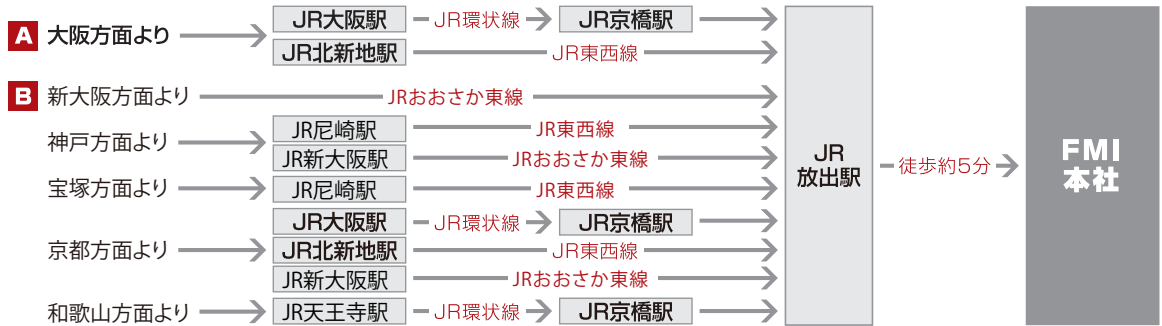 A 大阪方面より JR大阪駅 JR環状線 JR京橋駅
JR北新地駅 JR東西線
B 新大阪方面より JRおおさか東線
神戸方面より JR尼崎駅 JR東西線
JR新大阪駅 JRおおさか東線
宝塚方面より JR尼崎駅 JR東西線
JR大阪駅 JR環状線 JR京橋駅
京都方面より JR北新地駅 JR東西線
JR新大阪駅 JRおおさか東線
和歌山方面より JR天王寺駅 JR環状線 JR京橋駅
JR
放出駅
徒歩約5分
FMI
本社